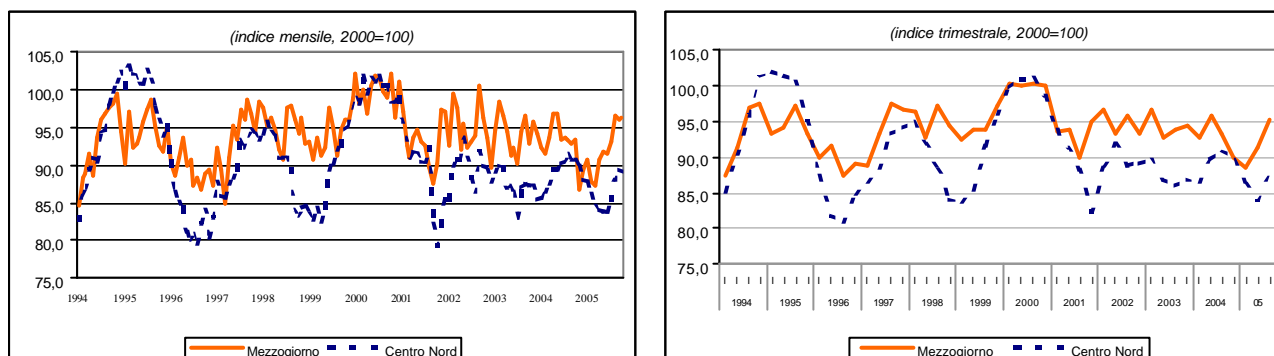 (indice mensile, 2000=100)
105,0
100,0
95,0
90,0
85,0
80,0
75,0
1994 1995 1996 1997 1998 1999 2000 2001 2002 2003 2004 2005
Mezzogiorno Centro Nord
(indice trimestrale, 2000=100)
105,0
100,0
95,0
90,0
85,0
80,0
75,0
1994 1995 1996 1997 1998 1999 2000 2001 2002 2003 2004 05
Mezzogiorno Centro Nord